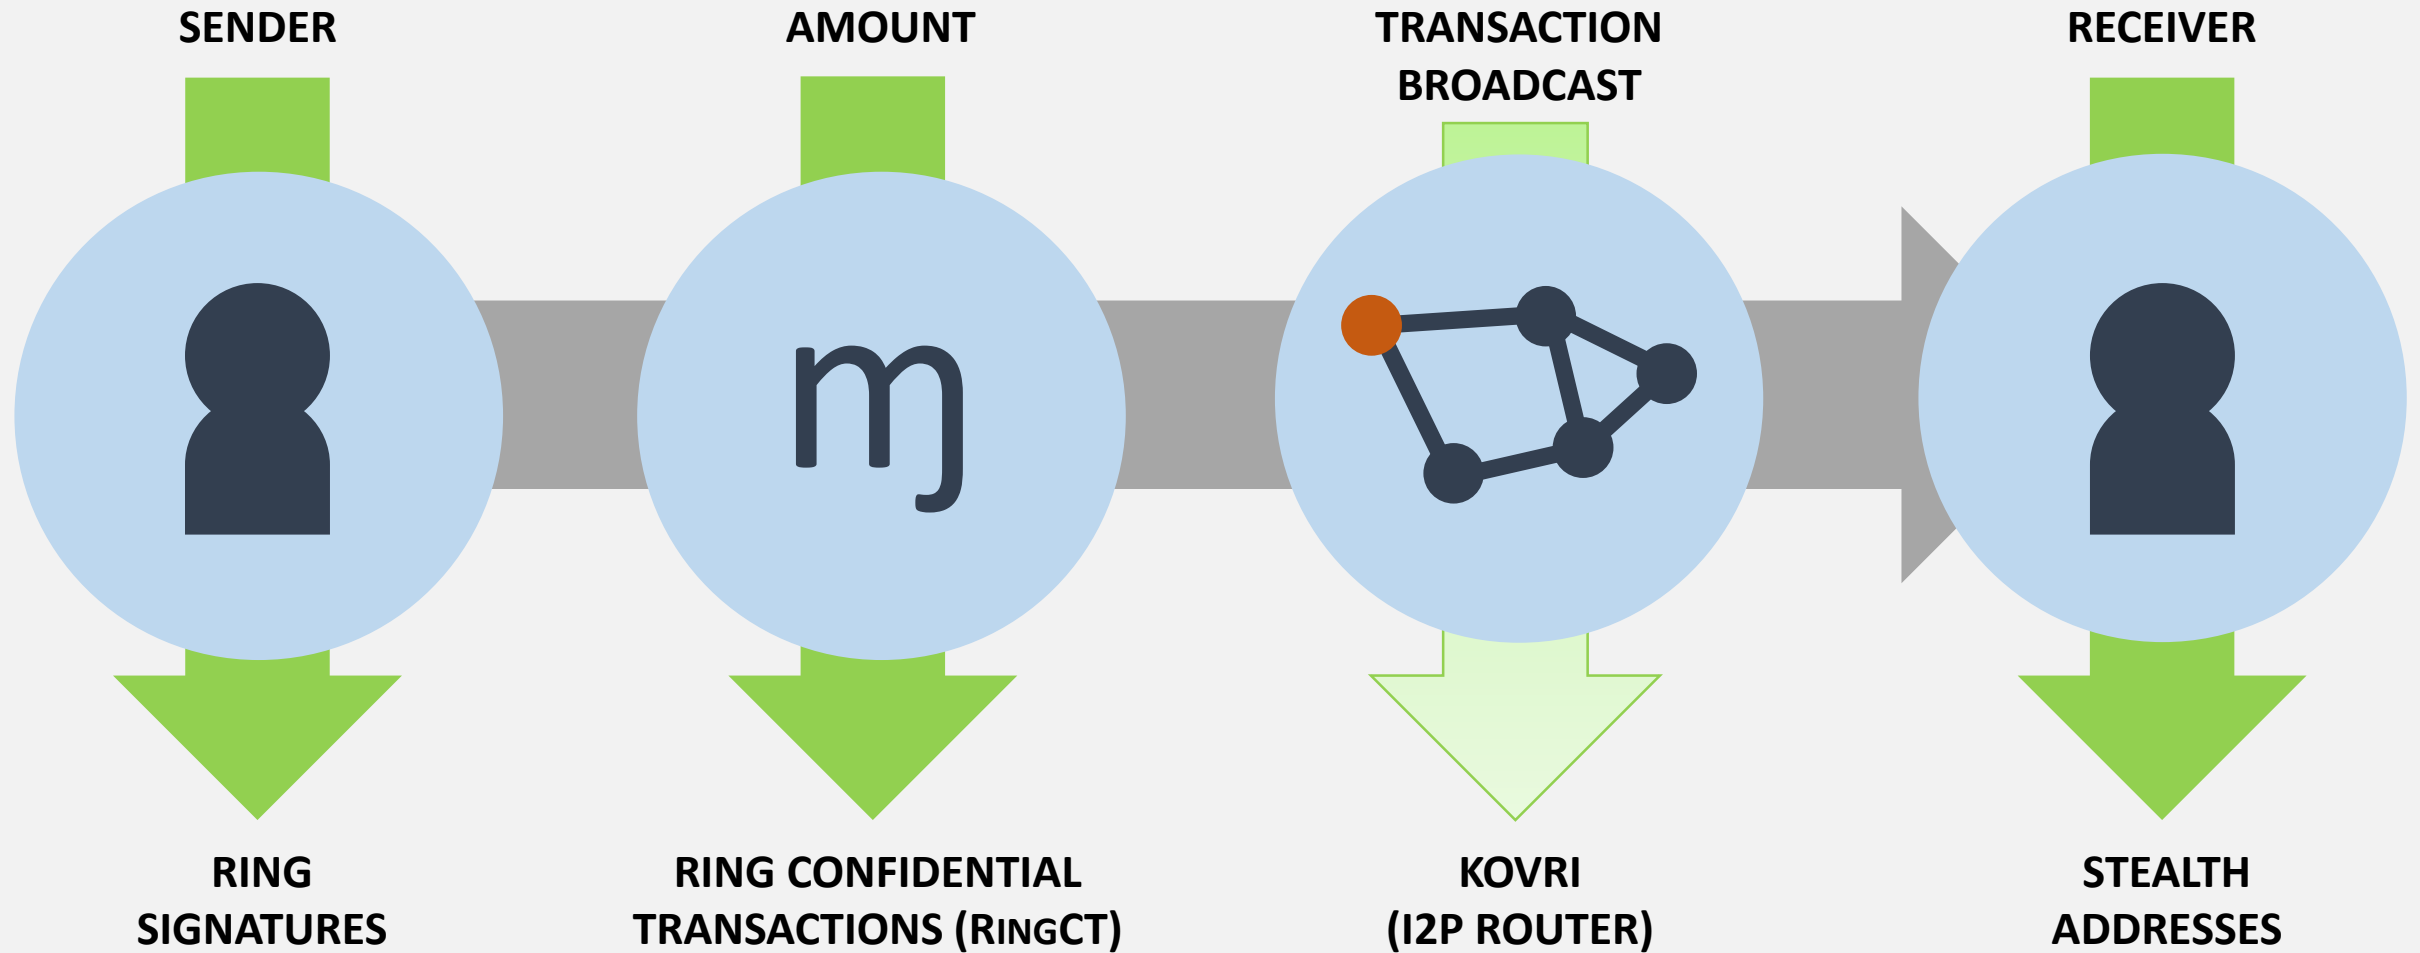 SENDER
AMOUNT
TRANSACTION
BROADCAST
RECEIVER
ɱ
RING
SIGNATURES
RING CONFIDENTIAL
TRANSACTIONS (RINGCT)
KOVRI
(I2P ROUTER)
STEALTH
ADDRESSES